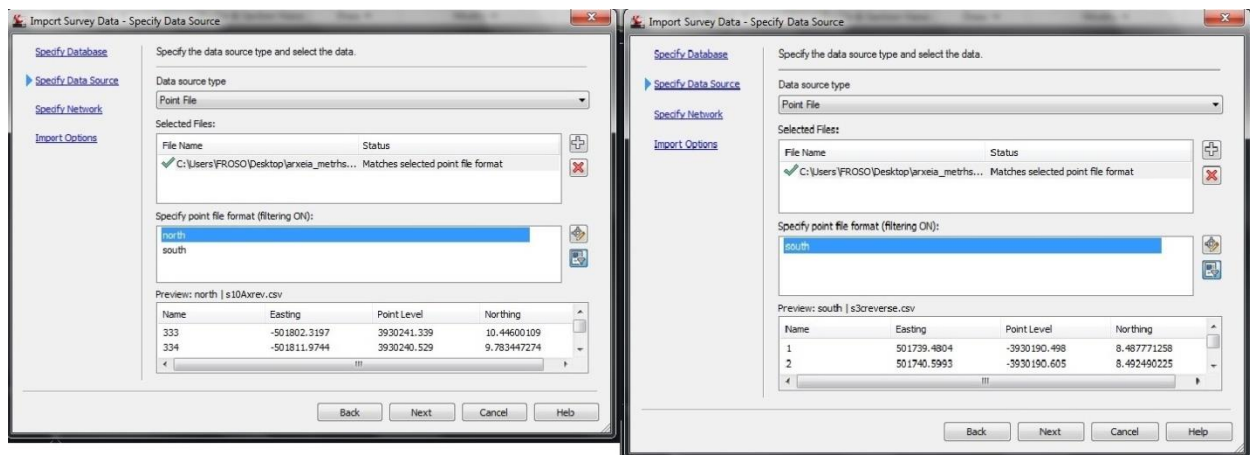 Import Survey Data - Specify Data Source
Specify Database
Specify Data Source
Specify Network
Import Options
Specify the data source type and select the data.
Data source type
Point File
Selected Files:
File Name Status
C:\Users\FROSO\Desktop\arxeia_metrhs... Matches selected point file format
Specify point file format (filtering ON):
north
south
Preview: north | s10Axrev.csv
Name Easting Point Level Northing
333 -501802.3197 3930241.339 10.44600109
334 -501811.9744 3930240.529 9.783447274
Back Next Cancel Help
Import Survey Data - Specify Data Source
Specify Database
Specify Data Source
Specify Network
Import Options
Specify the data source type and select the data.
Data source type
Point File
Selected Files:
File Name Status
C:\Users\FROSO\Desktop\arxeia_metrhs... Matches selected point file format
Specify point file format (filtering ON):
south
Preview: south | s3creverse.csv
Name Easting Point Level Northing
1 501739.4804 -3930190.498 8.487771258
2 501740.5993 -3930190.605 8.492490225
Back Next Cancel Help